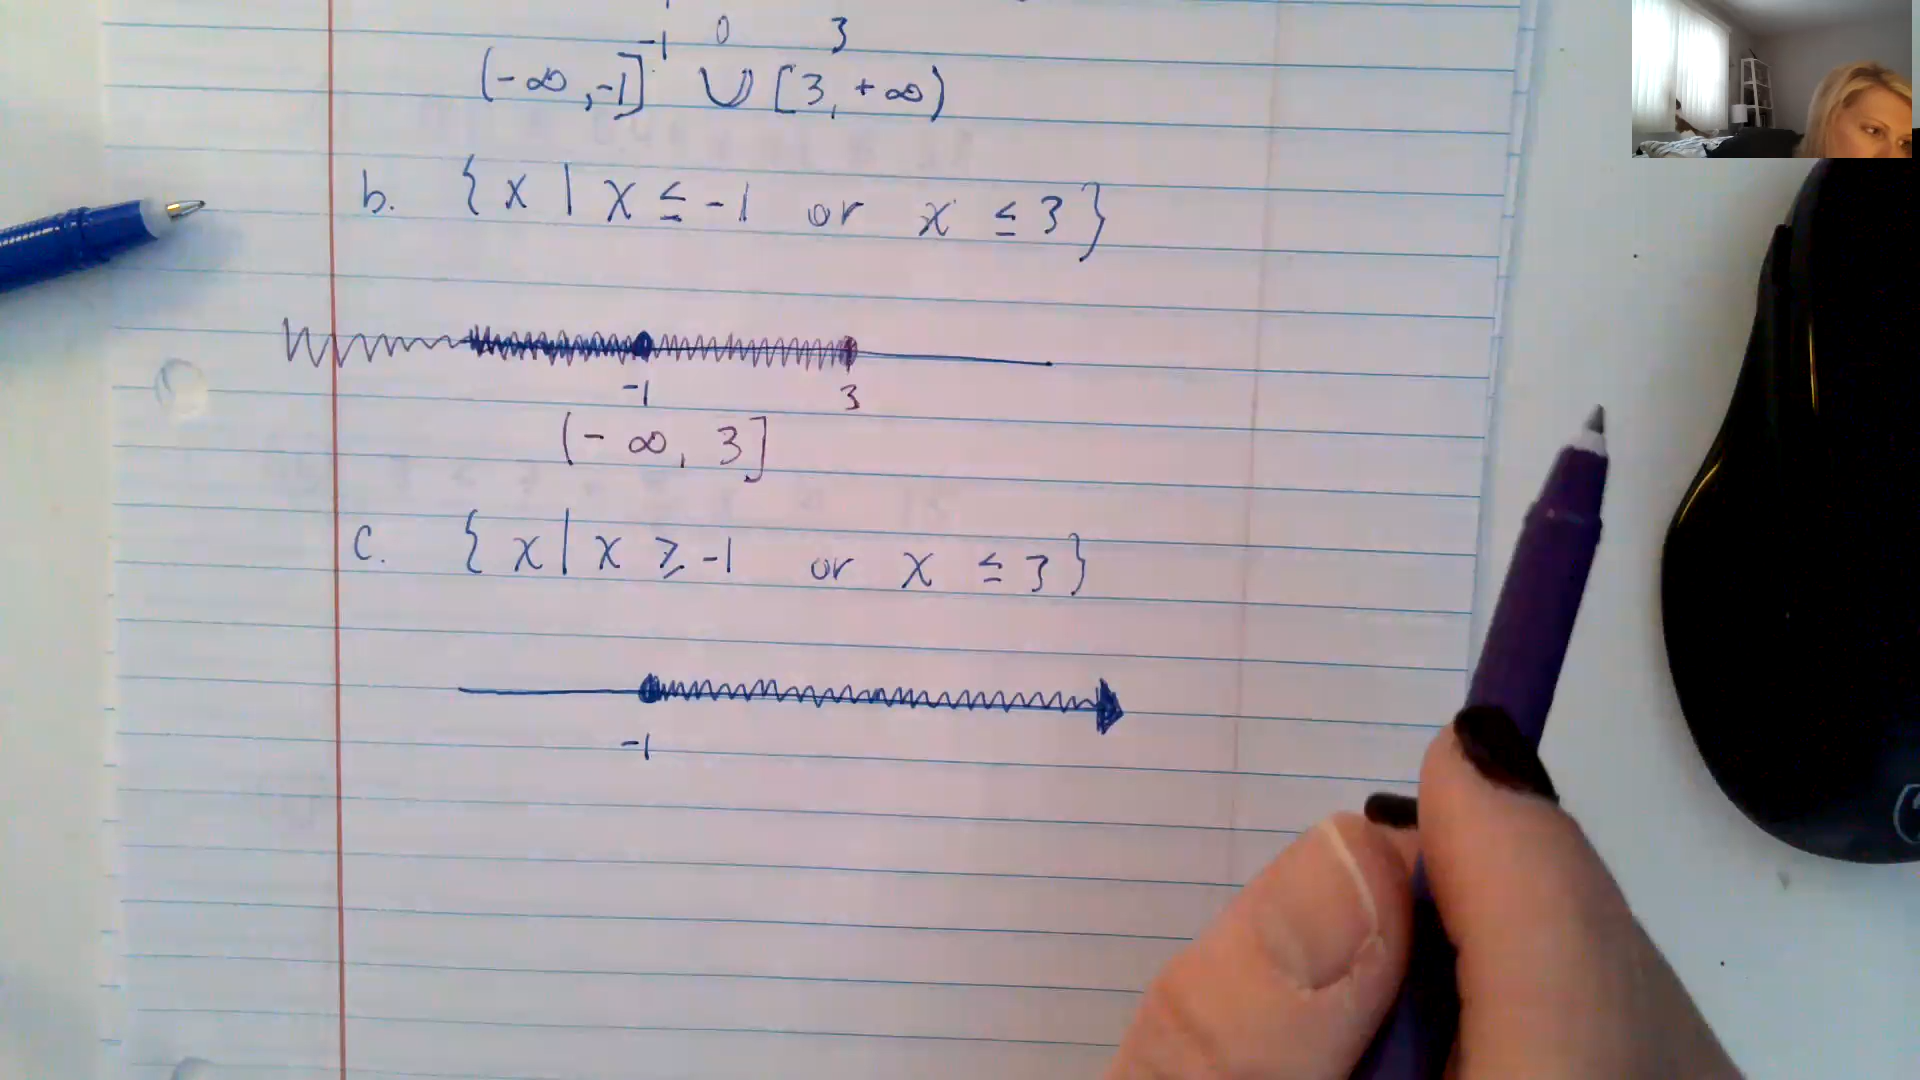 -1 0 3
(-∞,-1] ∪ [3,+∞)
b. {x | x ≤ -1 or x ≤ 3}
-1 3
(-∞, 3]
c. {x | x ≥ -1 or x ≤ 3}
-1